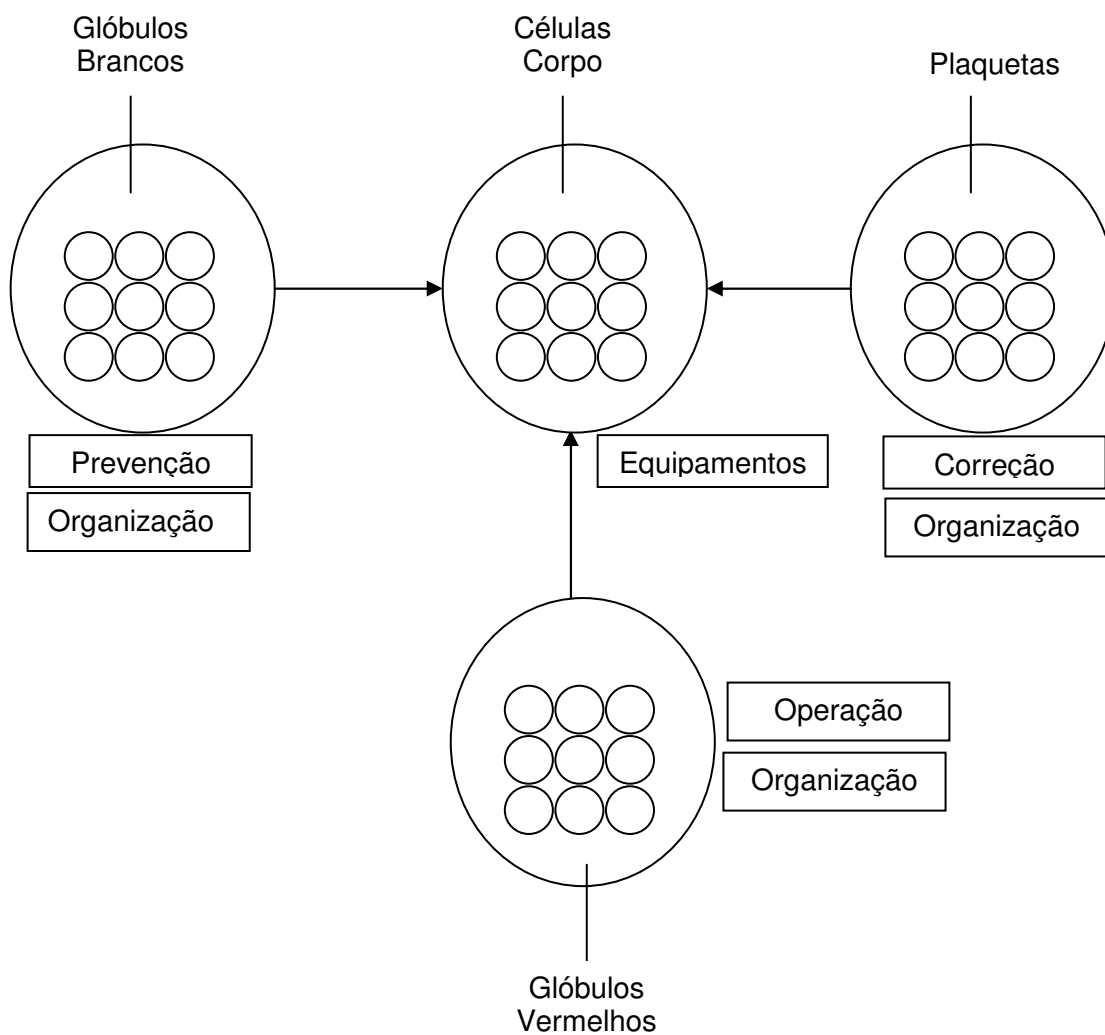 Glóbulos
Brancos
Células
Corpo
Plaquetas
Prevenção
Organização
Equipamentos
Correção
Organização
Operação
Organização
Glóbulos
Vermelhos